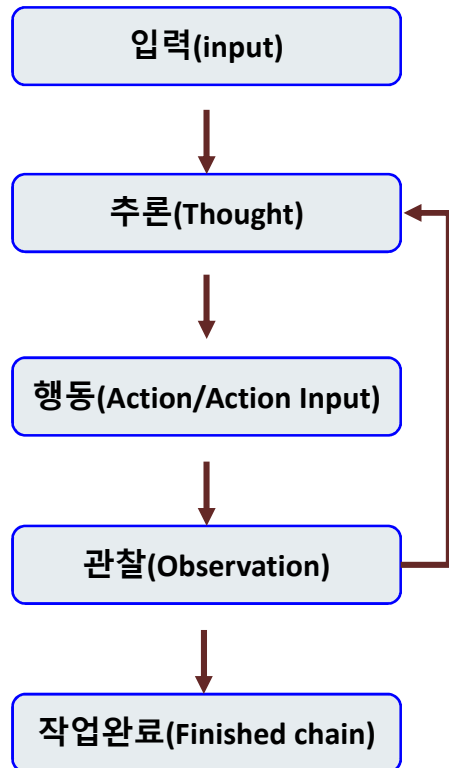 입력(input)
추론(Thought)
행동(Action/Action Input)
관찰(Observation)
작업완료(Finished chain)